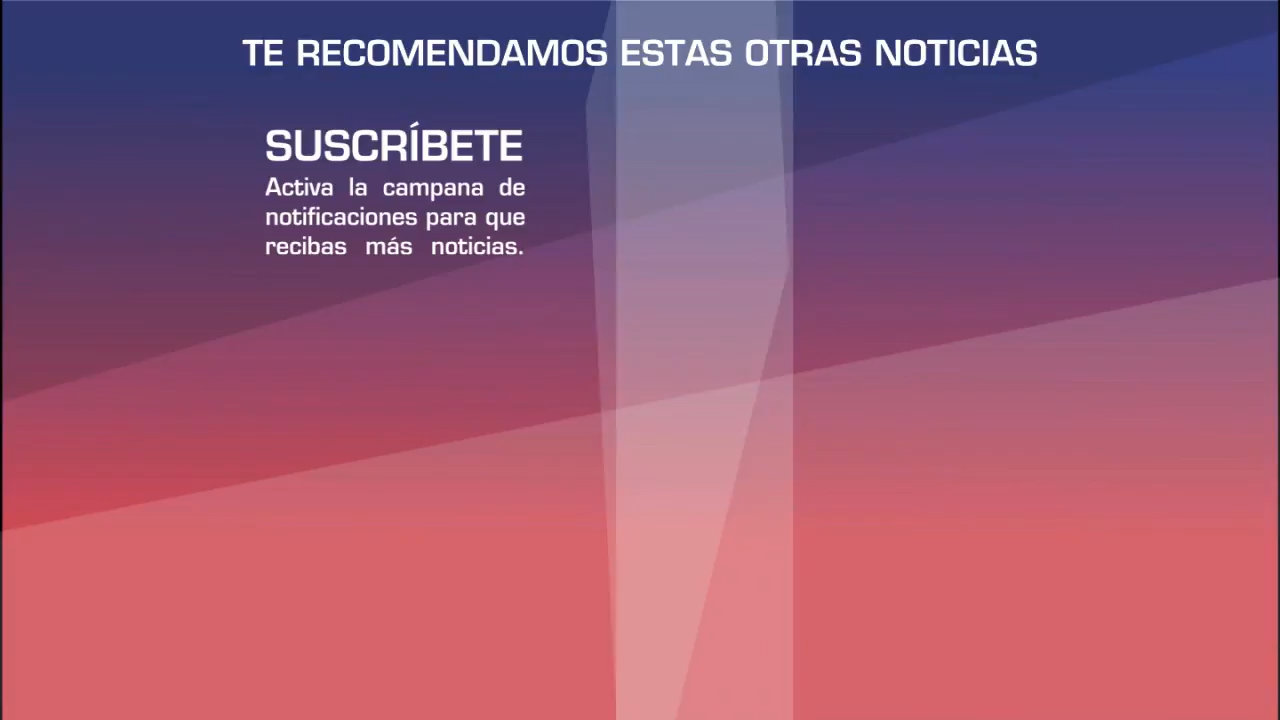 TE RECOMENDAMOS ESTAS OTRAS NOTICIAS
SUSCRÍBETE
Activa la campana de
notificaciones para que
recibas más noticias.